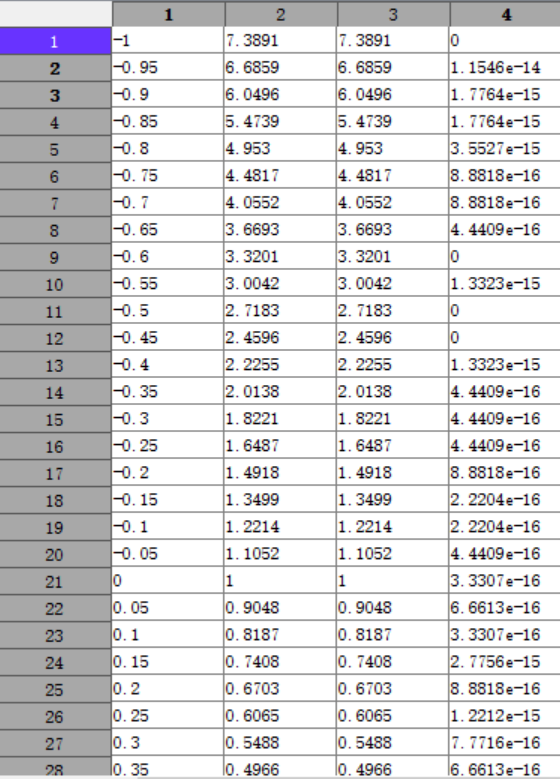 1 2 3 4
1 -1 7.3891 7.3891 0
2 -0.95 6.6859 6.6859 1.1546e-14
3 -0.9 6.0496 6.0496 1.7764e-15
4 -0.85 5.4739 5.4739 1.7764e-15
5 -0.8 4.953 4.953 3.5527e-15
6 -0.75 4.4817 4.4817 8.8818e-16
7 -0.7 4.0552 4.0552 8.8818e-16
8 -0.65 3.6693 3.6693 4.4409e-16
9 -0.6 3.3201 3.3201 0
10 -0.55 3.0042 3.0042 1.3323e-15
11 -0.5 2.7183 2.7183 0
12 -0.45 2.4596 2.4596 0
13 -0.4 2.2255 2.2255 1.3323e-15
14 -0.35 2.0138 2.0138 4.4409e-16
15 -0.3 1.8221 1.8221 4.4409e-16
16 -0.25 1.6487 1.6487 4.4409e-16
17 -0.2 1.4918 1.4918 8.8818e-16
18 -0.15 1.3499 1.3499 2.2204e-16
19 -0.1 1.2214 1.2214 2.2204e-16
20 -0.05 1.1052 1.1052 4.4409e-16
21 0 1 1 3.3307e-16
22 0.05 0.9048 0.9048 6.6613e-16
23 0.1 0.8187 0.8187 3.3307e-16
24 0.15 0.7408 0.7408 2.7756e-15
25 0.2 0.6703 0.6703 8.8818e-16
26 0.25 0.6065 0.6065 1.2212e-15
27 0.3 0.5488 0.5488 7.7716e-16
28 0.35 0.4966 0.4966 6.6613e-16